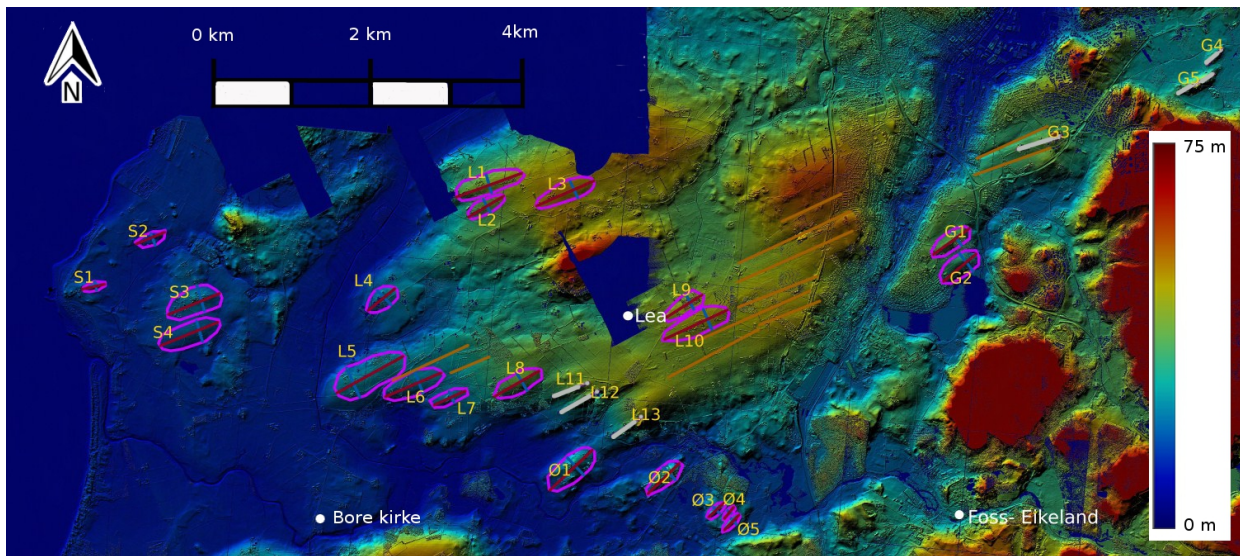 0 km
2 km
4km
N
G4
G5
G3
75 m
L1
L3
L2
S2
G1
G2
S1
S3
L4
L9
Lea
S4
L10
L5
L8
L11
L6
L7
L12
L13
Ø1
Ø2
Ø3
Ø4
Ø5
Bore kirke
Foss- Eikeland
0 m